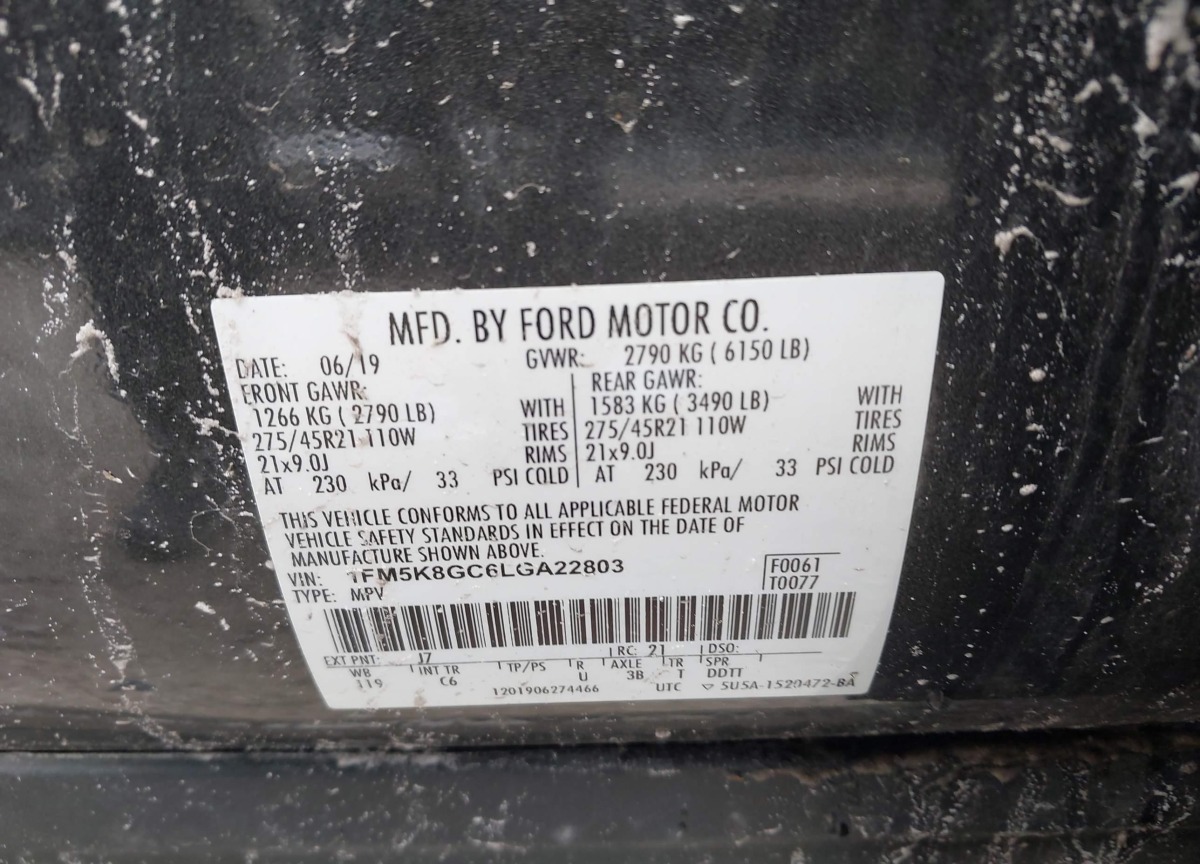 MFD. BY FORD MOTOR CO.
DATE: 06/19 GVWR: 2790 KG ( 6150 LB)
FRONT GAWR: REAR GAWR:
1266 KG ( 2790 LB) WITH 1583 KG ( 3490 LB) WITH
275/45R21 110W TIRES 275/45R21 110W TIRES
21x9.0J RIMS 21x9.0J RIMS
AT 230 kPa/ 33 PSI COLD AT 230 kPa/ 33 PSI COLD
THIS VEHICLE CONFORMS TO ALL APPLICABLE FEDERAL MOTOR
VEHICLE SAFETY STANDARDS IN EFFECT ON THE DATE OF
MANUFACTURE SHOWN ABOVE.
VIN: 1FM5K8GC6LGA22803 F0061
TYPE: MPV T0077
EXT PNT: J7 RC: 21 DSO:
WB INT TR TP/PS R AXLE TR SPR
119 C6 U 3B T DDTT
1201906274466 UTC ▽ 5U5A-1520472-BA